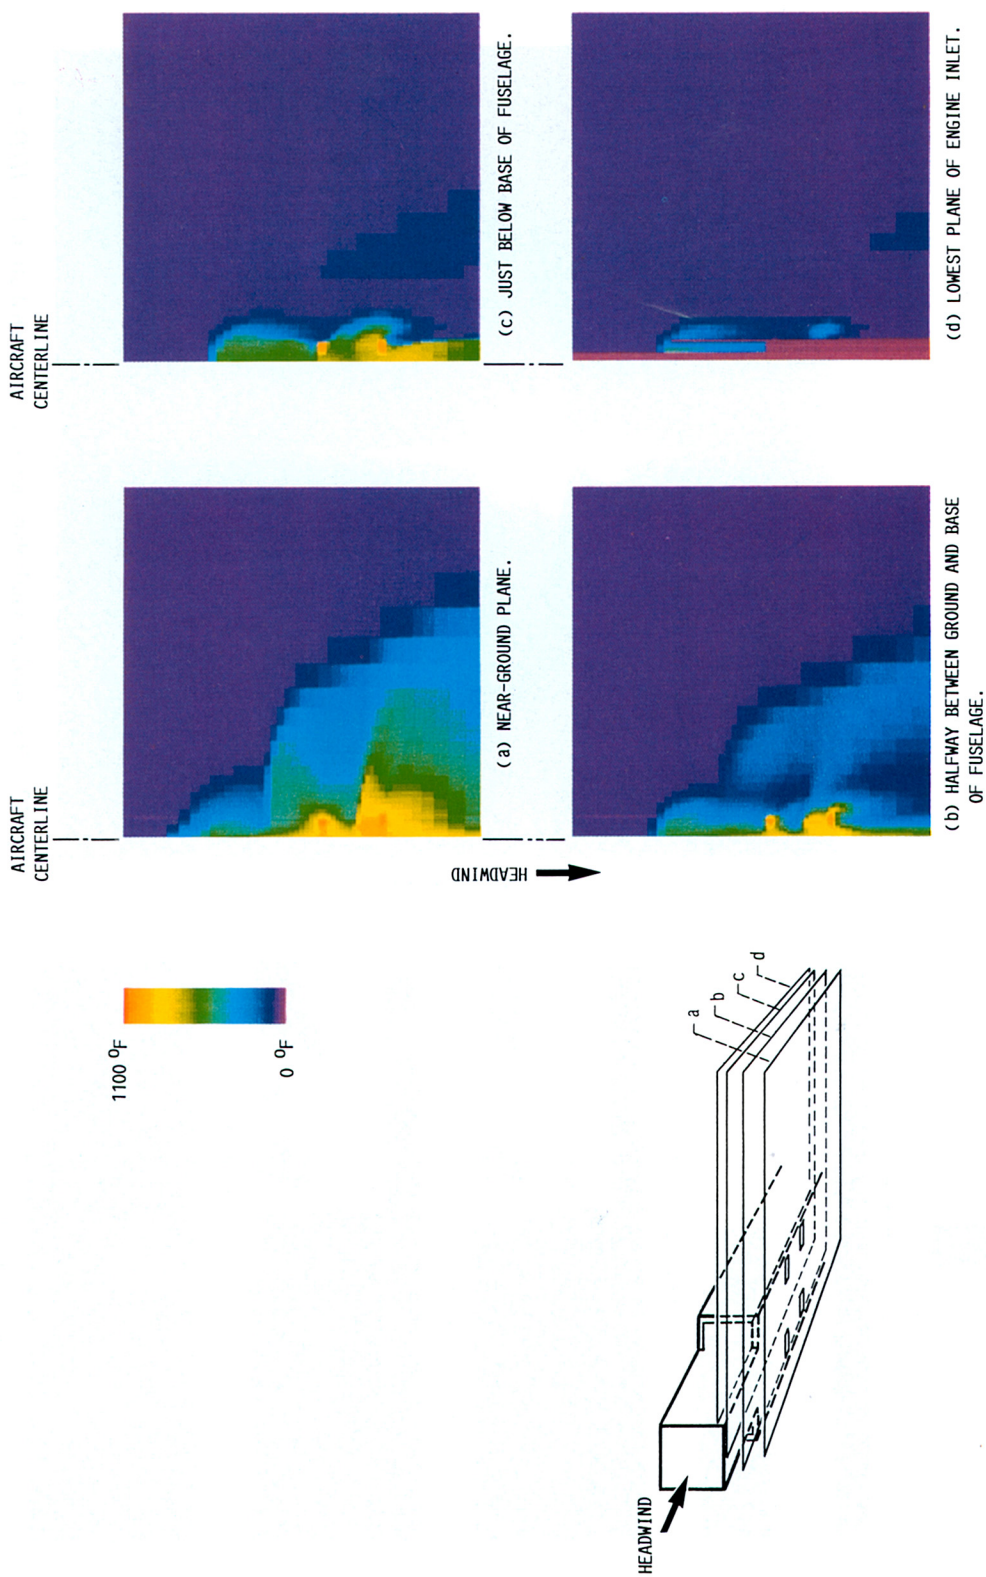 AIRCRAFT
CENTERLINE
(a) NEAR-GROUND PLANE.
AIRCRAFT
CENTERLINE
(c) JUST BELOW BASE OF FUSELAGE.
HEADWIND
(b) HALFWAY BETWEEN GROUND AND BASE
OF FUSELAGE.
(d) LOWEST PLANE OF ENGINE INLET.
1100 °F
0 °F
a
b
c
d
HEADWIND